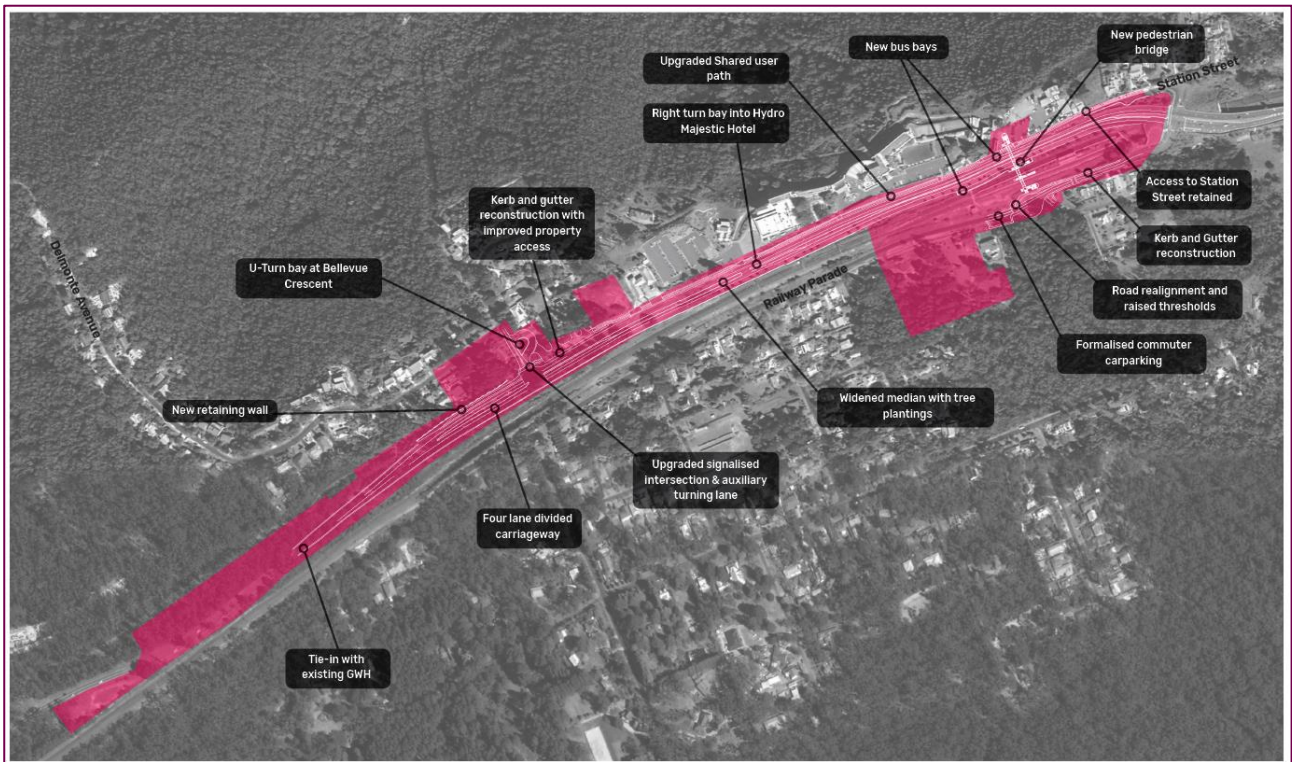 New pedestrian
bridge
New bus bays
Upgraded Shared user
path
Station Street
Right turn bay into Hydro
Majestic Hotel
Access to Station
Street retained
Kerb and gutter
reconstruction with
improved property
access
Kerb and Gutter
reconstruction
U-Turn bay at Bellevue
Crescent
Delmonte Avenue
Railway Parade
Road realignment and
raised thresholds
Formalised commuter
carparking
New retaining wall
Widened median with tree
plantings
Upgraded signalised
intersection & auxiliary
turning lane
Four lane divided
carriageway
Tie-in with
existing GWH